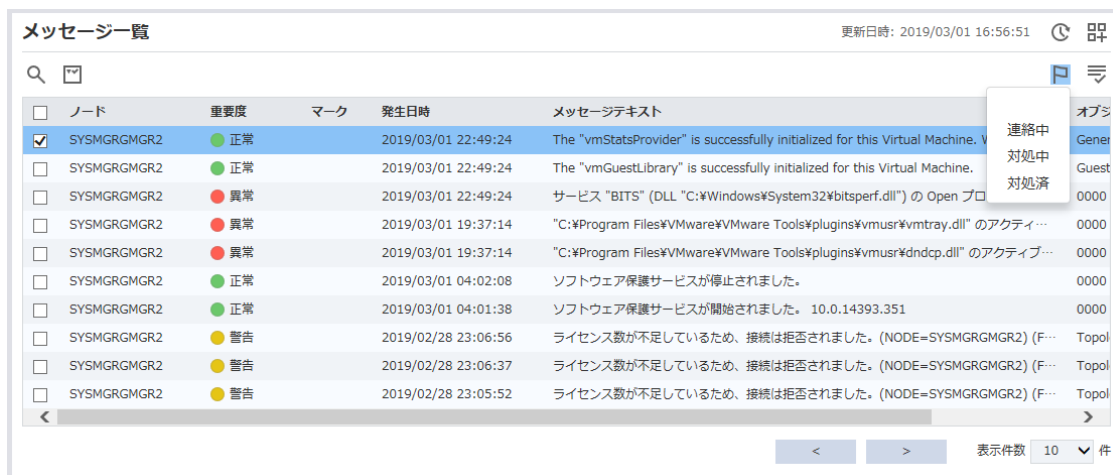 メッセージ一覧 更新日時: 2019/03/01 16:56:51
ノード 重要度 マーク 発生日時 メッセージテキスト オブジ
SYSMGRGMGR2 正常 2019/03/01 22:49:24 The "vmStatsProvider" is successfully initialized for this Virtual Machine. Gener
SYSMGRGMGR2 正常 2019/03/01 22:49:24 The "vmGuestLibrary" is successfully initialized for this Virtual Machine. Guest
SYSMGRGMGR2 異常 2019/03/01 22:49:24 サービス "BITS" (DLL "C:¥Windows¥System32¥bitsperf.dll") の Open プロ 0000
SYSMGRGMGR2 異常 2019/03/01 19:37:14 "C:¥Program Files¥VMware¥VMware Tools¥plugins¥vmusr¥vmtray.dll" のアクティ… 0000
SYSMGRGMGR2 異常 2019/03/01 19:37:14 "C:¥Program Files¥VMware¥VMware Tools¥plugins¥vmusr¥dndcp.dll" のアクティブ… 0000
SYSMGRGMGR2 正常 2019/03/01 04:02:08 ソフトウェア保護サービスが停止されました。 0000
SYSMGRGMGR2 正常 2019/03/01 04:01:38 ソフトウェア保護サービスが開始されました。 10.0.14393.351 0000
SYSMGRGMGR2 警告 2019/02/28 23:06:56 ライセンス数が不足しているため、接続は拒否されました。(NODE=SYSMGRGMGR2) (F… Topol
SYSMGRGMGR2 警告 2019/02/28 23:06:37 ライセンス数が不足しているため、接続は拒否されました。(NODE=SYSMGRGMGR2) (F… Topol
SYSMGRGMGR2 警告 2019/02/28 23:05:52 ライセンス数が不足しているため、接続は拒否されました。(NODE=SYSMGRGMGR2) (F… Topol
連絡中
対処中
対処済
< > 表示件数 10 件